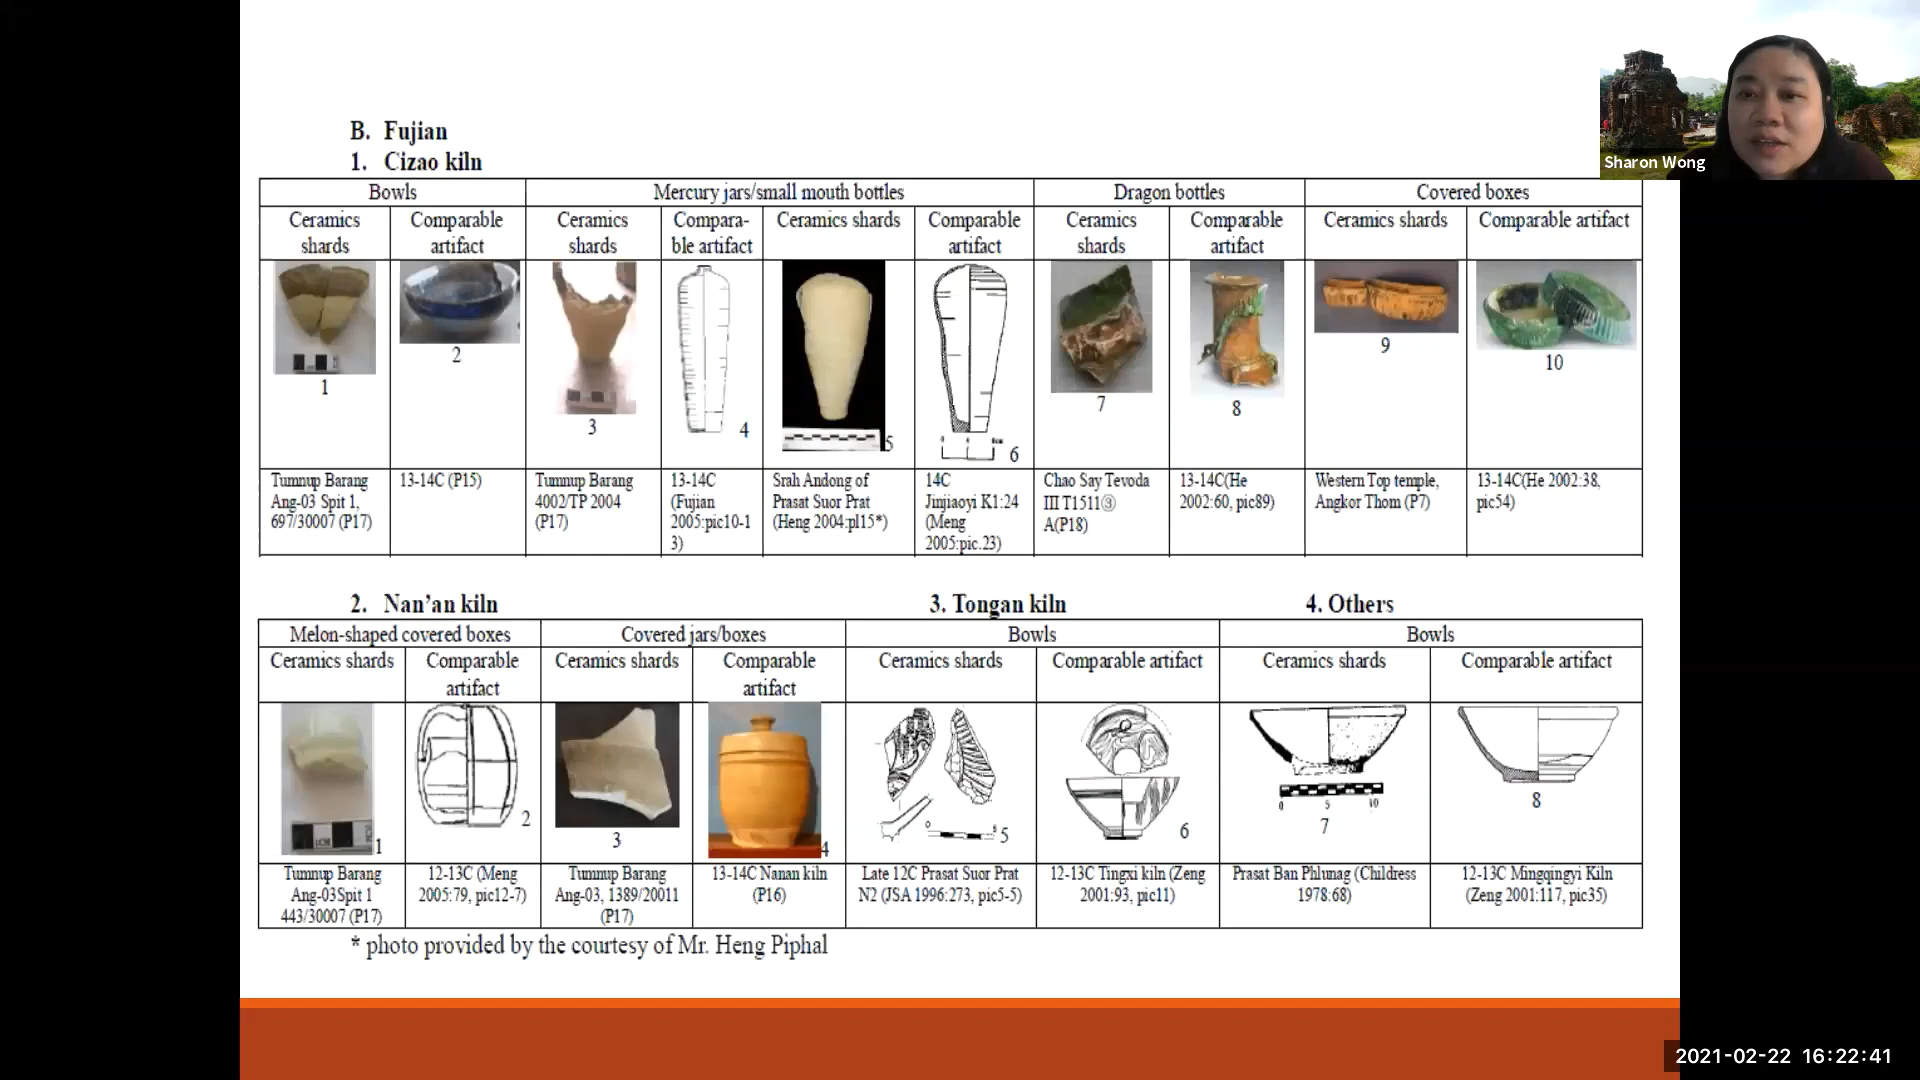 Sharon Wong
B. Fujian
1. Cizao kiln
Bowls
Mercury jars/small mouth bottles
Dragon bottles
Covered boxes
Ceramics
shards
Comparable
artifact
Ceramics
shards
Compara-
ble artifact
Ceramics shards
Comparable
artifact
Ceramics
shards
Comparable
artifact
Ceramics shards
Comparable artifact
1
2
3
4
5
6
7
8
9
10
Tumnup Barang
Ang-03 Spit 1,
697/30007 (P17)
13-14C (P15)
Tumnup Barang
4002/TP 2004
(P17)
13-14C
(Fujian
2005:pic10-1
3)
Srah Andong of
Prasat Suor Prat
(Heng 2004:pl15*)
14C
Jinjiaoyi K1:24
(Meng
2005:pic.23)
Chao Say Tevoda
III T1511③
A(P18)
13-14C(He
2002:60, pic89)
Western Top temple,
Angkor Thom (P7)
13-14C(He 2002:38,
pic54)
2. Nan'an kiln
3. Tongan kiln
4. Others
Melon-shaped covered boxes
Covered jars/boxes
Bowls
Bowls
Ceramics shards
Comparable
artifact
Ceramics shards
Comparable
artifact
Ceramics shards
Comparable artifact
Ceramics shards
Comparable artifact
1
2
3
4
5
6
0 5 10
7
8
Tumnup Barang
Ang-03Spit 1
443/30007 (P17)
12-13C (Meng
2005:79, pic12-7)
Tumnup Barang
Ang-03, 1389/20011
(P17)
13-14C Nanan kiln
(P16)
Late 12C Prasat Suor Prat
N2 (JSA 1996:273, pic5-5)
12-13C Tingxi kiln (Zeng
2001:93, pic11)
Prasat Ban Phlunag (Childress
1978:68)
12-13C Mingqingyi Kiln
(Zeng 2001:117, pic35)
* photo provided by the courtesy of Mr. Heng Piphal
2021-02-22 16:22:41